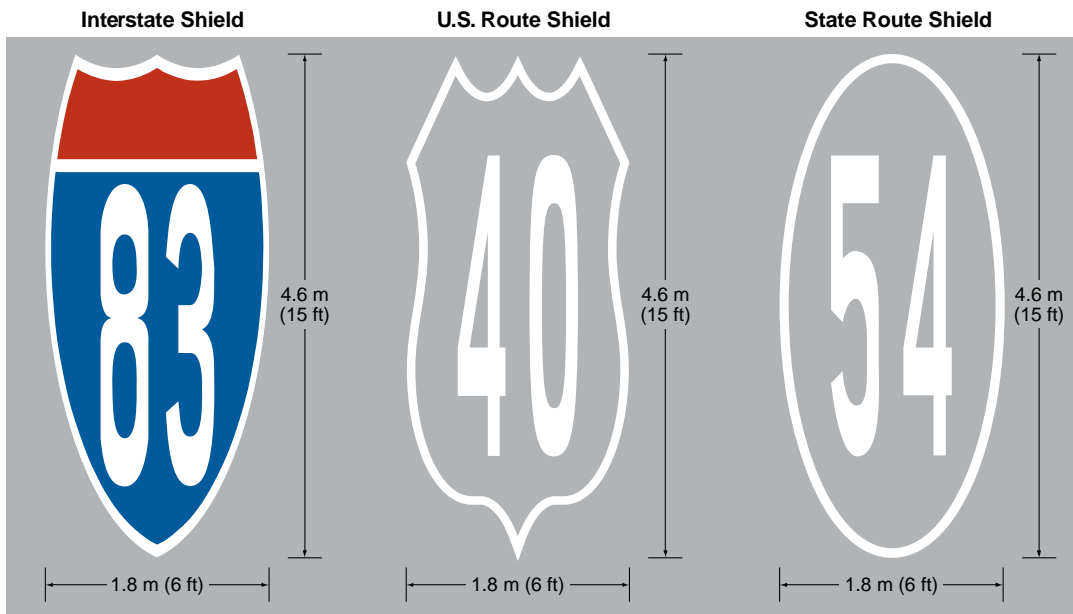 Interstate Shield
U.S. Route Shield
State Route Shield
83
40
54
4.6 m
(15 ft)
4.6 m
(15 ft)
4.6 m
(15 ft)
1.8 m (6 ft)
1.8 m (6 ft)
1.8 m (6 ft)